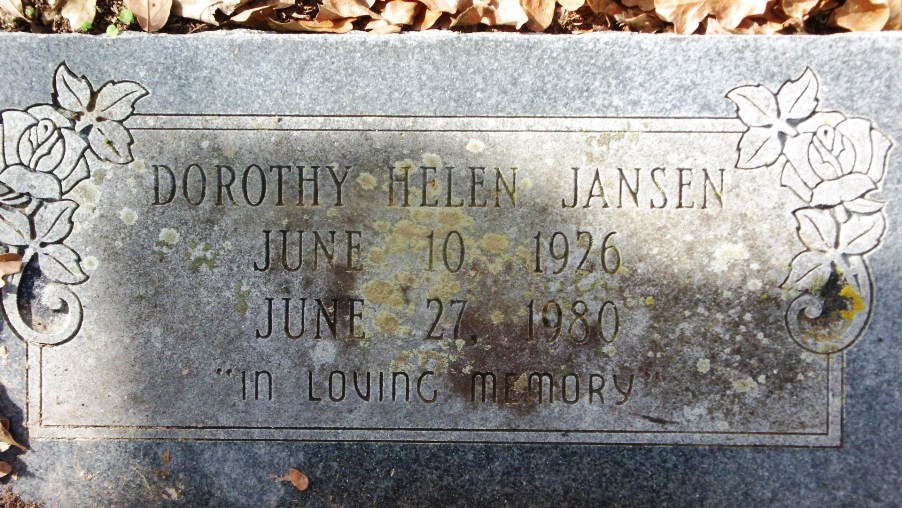 DOROTHY HELEN JANSEN
JUNE 10, 1926
JUNE 27, 1980
"IN LOVING MEMORY"